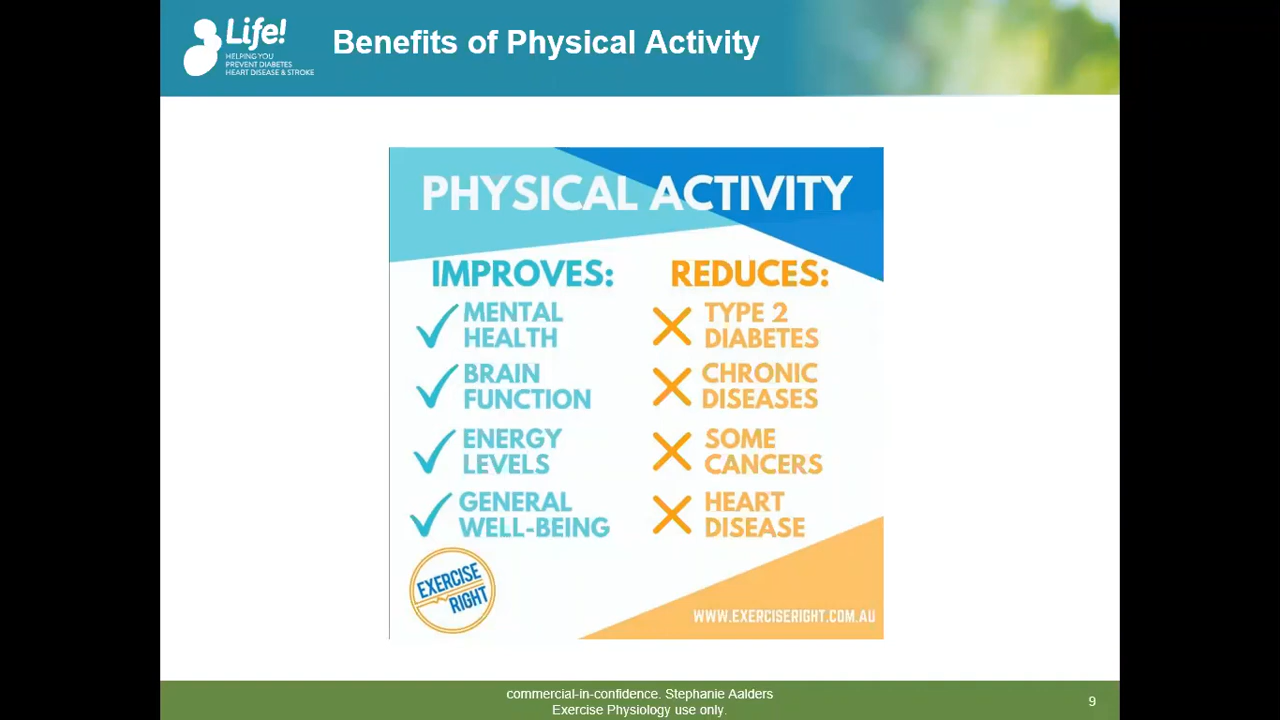 Life!
HELPING YOU
PREVENT DIABETES
HEART DISEASE & STROKE
Benefits of Physical Activity
PHYSICAL ACTIVITY
IMPROVES:
MENTAL
HEALTH
BRAIN
FUNCTION
ENERGY
LEVELS
GENERAL
WELL-BEING
REDUCES:
TYPE 2
DIABETES
CHRONIC
DISEASES
SOME
CANCERS
HEART
DISEASE
EXERCISE
RIGHT
WWW.EXERCISERIGHT.COM.AU
commercial-in-confidence. Stephanie Aalders
Exercise Physiology use only.
9